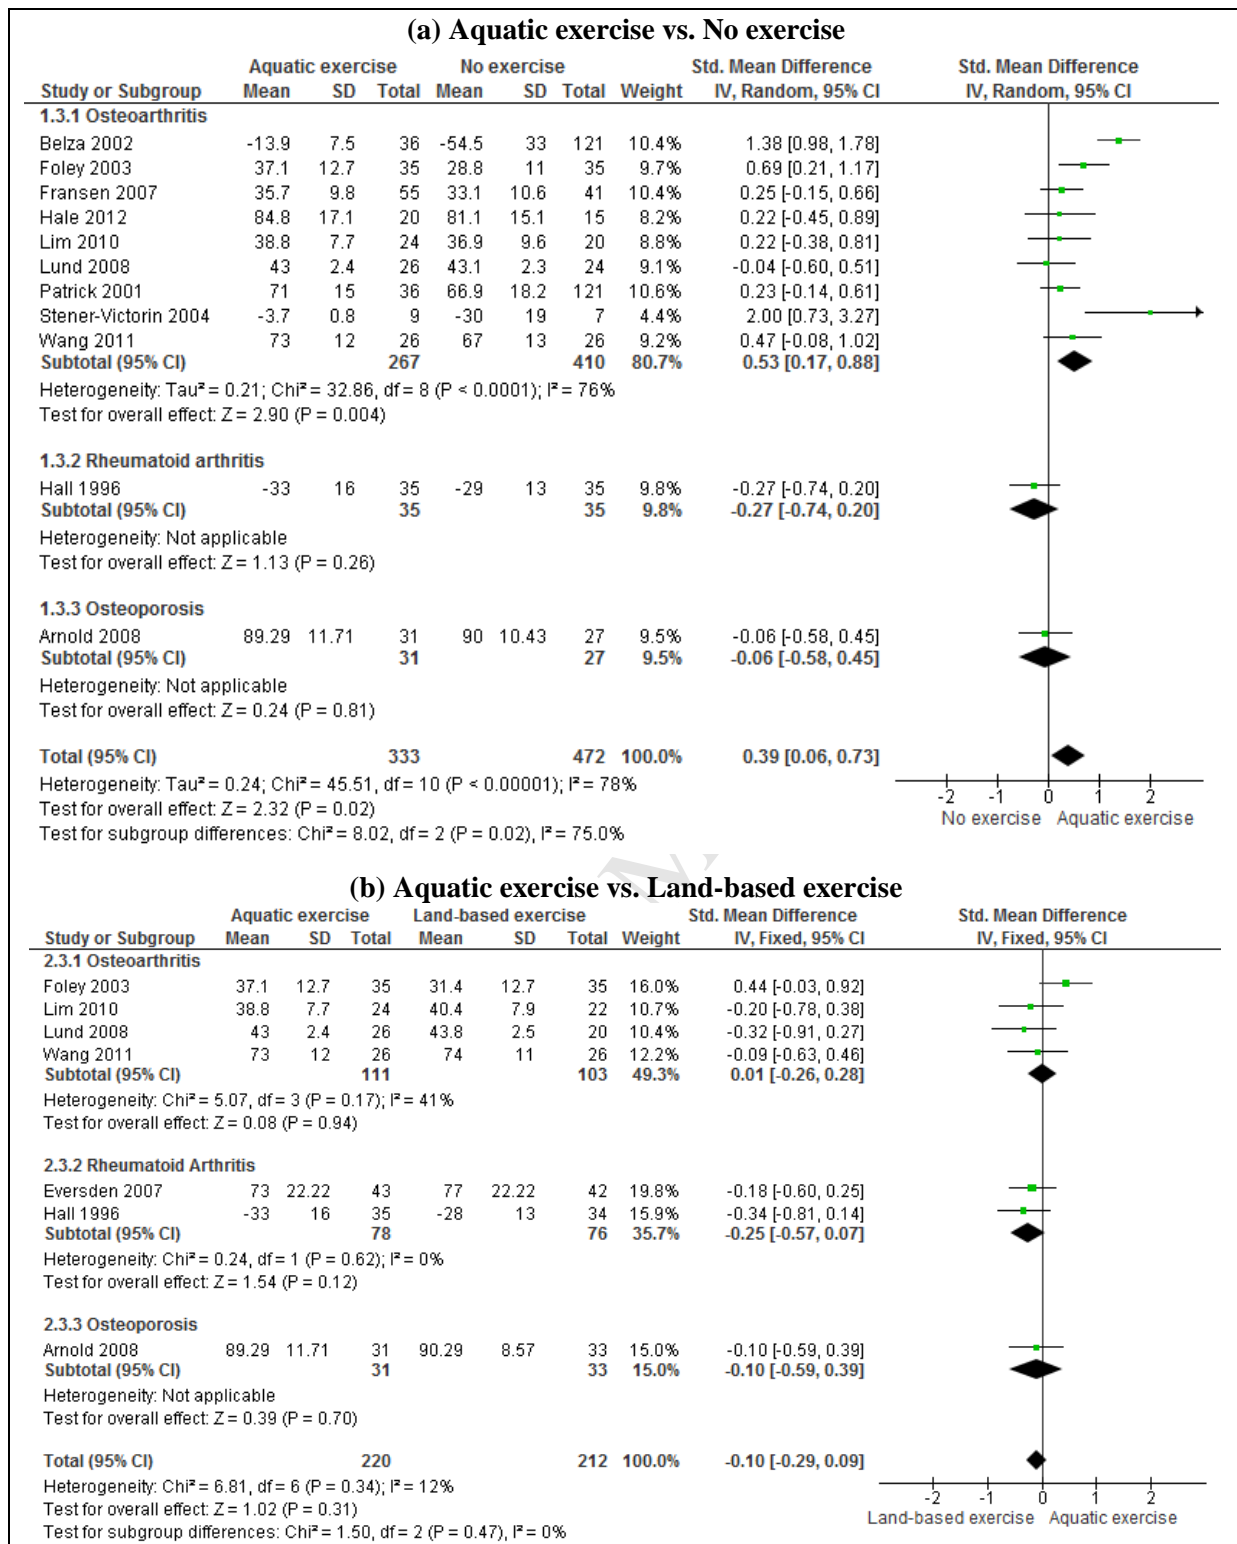 (a) Aquatic exercise vs. No exercise
Aquatic exercise No exercise Std. Mean Difference Std. Mean Difference
Study or Subgroup Mean SD Total Mean SD Total Weight IV, Random, 95% CI IV, Random, 95% CI
1.3.1 Osteoarthritis
Belza 2002 -13.9 7.5 36 -54.5 33 121 10.4% 1.38 [0.98, 1.78]
Foley 2003 37.1 12.7 35 28.8 11 35 9.7% 0.69 [0.21, 1.17]
Fransen 2007 35.7 9.8 55 33.1 10.6 41 10.4% 0.25 [-0.15, 0.66]
Hale 2012 84.8 17.1 20 81.1 15.1 15 8.2% 0.22 [-0.45, 0.89]
Lim 2010 38.8 7.7 24 36.9 9.6 20 8.8% 0.22 [-0.38, 0.81]
Lund 2008 43 2.4 26 43.1 2.3 24 9.1% -0.04 [-0.60, 0.51]
Patrick 2001 71 15 36 66.9 18.2 121 10.6% 0.23 [-0.14, 0.61]
Stener-Victorin 2004 -3.7 0.8 9 -30 19 7 4.4% 2.00 [0.73, 3.27]
Wang 2011 73 12 26 67 13 26 9.2% 0.47 [-0.08, 1.02]
Subtotal (95% CI) 267 410 80.7% 0.53 [0.17, 0.88]
Heterogeneity: Tau² = 0.21; Chi² = 32.86, df = 8 (P < 0.0001); I² = 76%
Test for overall effect: Z = 2.90 (P = 0.004)
1.3.2 Rheumatoid arthritis
Hall 1996 -33 16 35 -29 13 35 9.8% -0.27 [-0.74, 0.20]
Subtotal (95% CI) 35 35 9.8% -0.27 [-0.74, 0.20]
Heterogeneity: Not applicable
Test for overall effect: Z = 1.13 (P = 0.26)
1.3.3 Osteoporosis
Arnold 2008 89.29 11.71 31 90 10.43 27 9.5% -0.06 [-0.58, 0.45]
Subtotal (95% CI) 31 27 9.5% -0.06 [-0.58, 0.45]
Heterogeneity: Not applicable
Test for overall effect: Z = 0.24 (P = 0.81)
Total (95% CI) 333 472 100.0% 0.39 [0.06, 0.73]
Heterogeneity: Tau² = 0.24; Chi² = 45.51, df = 10 (P < 0.00001); I² = 78%
Test for overall effect: Z = 2.32 (P = 0.02)
Test for subgroup differences: Chi² = 8.02, df = 2 (P = 0.02), I² = 75.0%
-2 -1 0 1 2
No exercise Aquatic exercise
(b) Aquatic exercise vs. Land-based exercise
Aquatic exercise Land-based exercise Std. Mean Difference Std. Mean Difference
Study or Subgroup Mean SD Total Mean SD Total Weight IV, Fixed, 95% CI IV, Fixed, 95% CI
2.3.1 Osteoarthritis
Foley 2003 37.1 12.7 35 31.4 12.7 35 16.0% 0.44 [-0.03, 0.92]
Lim 2010 38.8 7.7 24 40.4 7.9 22 10.7% -0.20 [-0.78, 0.38]
Lund 2008 43 2.4 26 43.8 2.5 20 10.4% -0.32 [-0.91, 0.27]
Wang 2011 73 12 26 74 11 26 12.2% -0.09 [-0.63, 0.46]
Subtotal (95% CI) 111 103 49.3% 0.01 [-0.26, 0.28]
Heterogeneity: Chi² = 5.07, df = 3 (P = 0.17); I² = 41%
Test for overall effect: Z = 0.08 (P = 0.94)
2.3.2 Rheumatoid Arthritis
Eversden 2007 73 22.22 43 77 22.22 42 19.8% -0.18 [-0.60, 0.25]
Hall 1996 -33 16 35 -28 13 34 15.9% -0.34 [-0.81, 0.14]
Subtotal (95% CI) 78 76 35.7% -0.25 [-0.57, 0.07]
Heterogeneity: Chi² = 0.24, df = 1 (P = 0.62); I² = 0%
Test for overall effect: Z = 1.54 (P = 0.12)
2.3.3 Osteoporosis
Arnold 2008 89.29 11.71 31 90.29 8.57 33 15.0% -0.10 [-0.59, 0.39]
Subtotal (95% CI) 31 33 15.0% -0.10 [-0.59, 0.39]
Heterogeneity: Not applicable
Test for overall effect: Z = 0.39 (P = 0.70)
Total (95% CI) 220 212 100.0% -0.10 [-0.29, 0.09]
Heterogeneity: Chi² = 6.81, df = 6 (P = 0.34); I² = 12%
Test for overall effect: Z = 1.02 (P = 0.31)
Test for subgroup differences: Chi² = 1.50, df = 2 (P = 0.47), I² = 0%
-2 -1 0 1 2
Land-based exercise Aquatic exercise